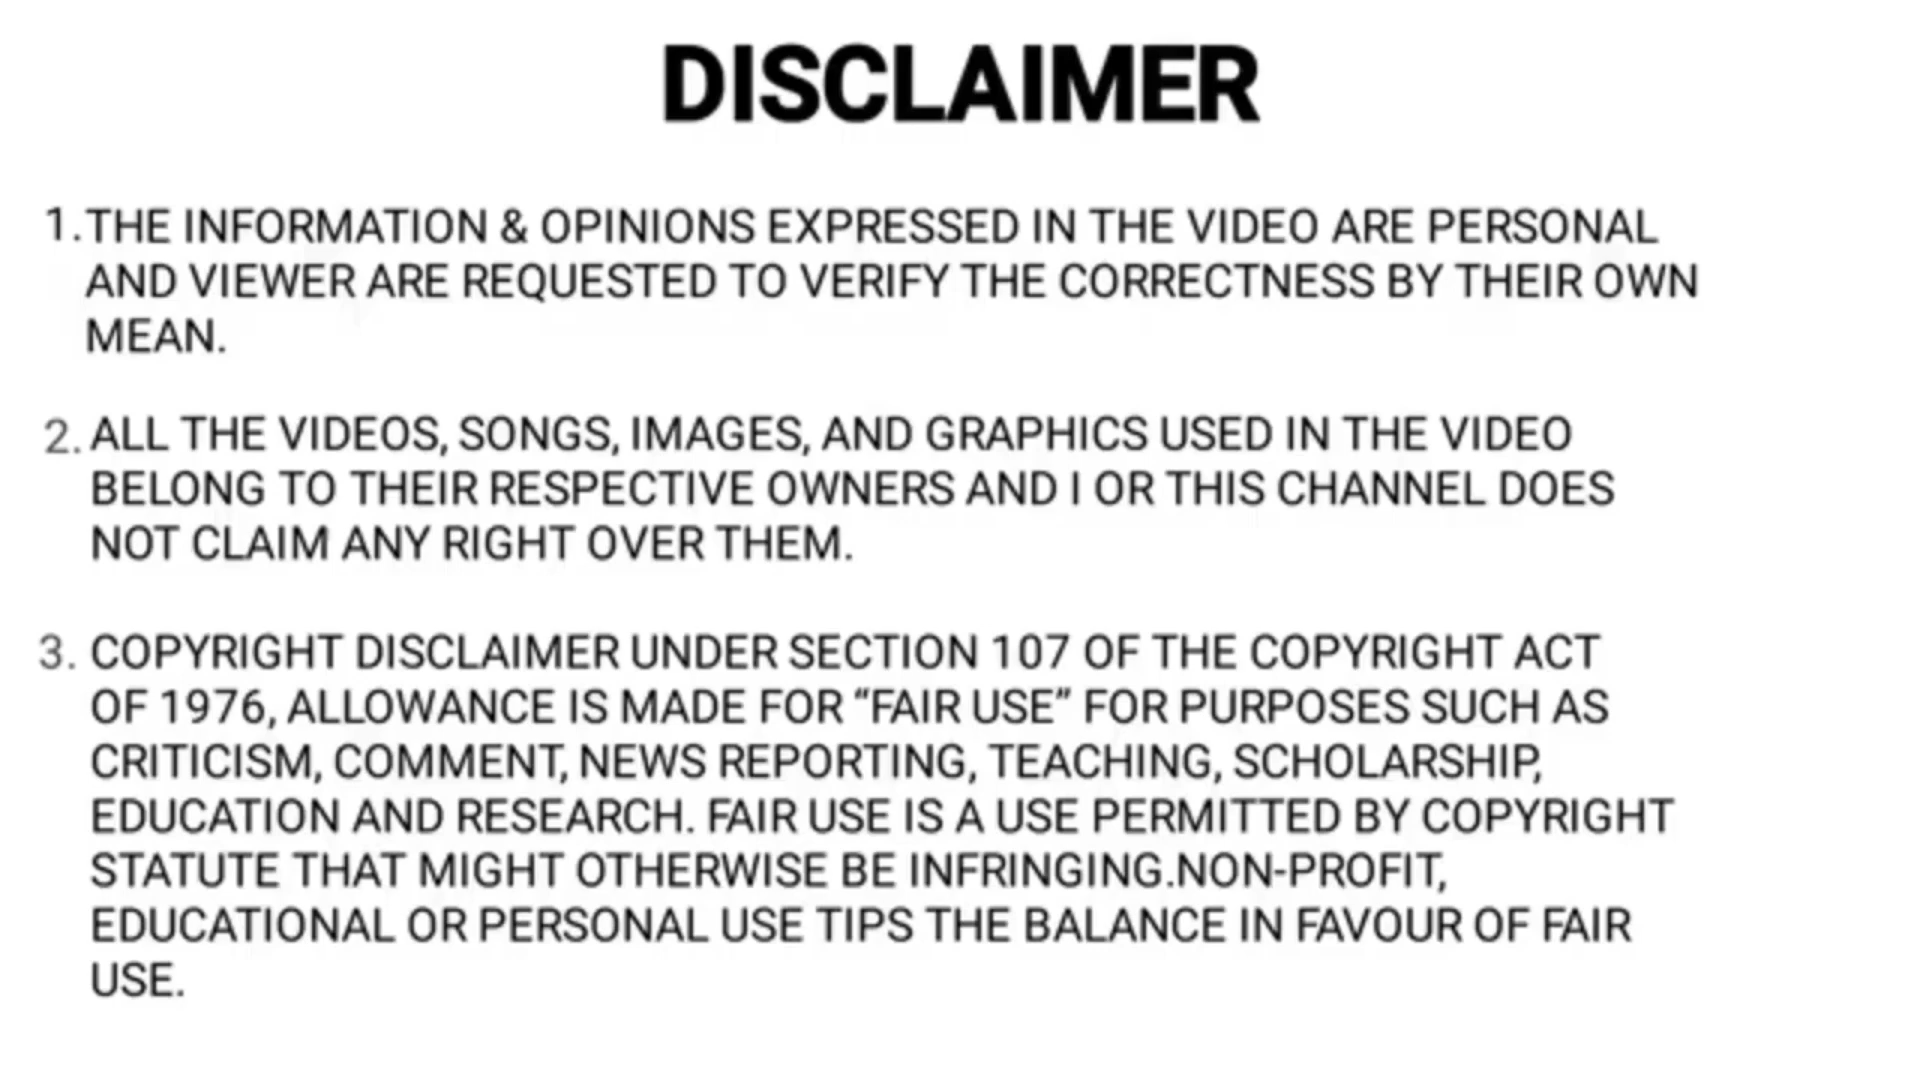 DISCLAIMER
1. THE INFORMATION & OPINIONS EXPRESSED IN THE VIDEO ARE PERSONAL
AND VIEWER ARE REQUESTED TO VERIFY THE CORRECTNESS BY THEIR OWN
MEAN.
2. ALL THE VIDEOS, SONGS, IMAGES, AND GRAPHICS USED IN THE VIDEO
BELONG TO THEIR RESPECTIVE OWNERS AND I OR THIS CHANNEL DOES
NOT CLAIM ANY RIGHT OVER THEM.
3. COPYRIGHT DISCLAIMER UNDER SECTION 107 OF THE COPYRIGHT ACT
OF 1976, ALLOWANCE IS MADE FOR “FAIR USE” FOR PURPOSES SUCH AS
CRITICISM, COMMENT, NEWS REPORTING, TEACHING, SCHOLARSHIP,
EDUCATION AND RESEARCH. FAIR USE IS A USE PERMITTED BY COPYRIGHT
STATUTE THAT MIGHT OTHERWISE BE INFRINGING.NON-PROFIT,
EDUCATIONAL OR PERSONAL USE TIPS THE BALANCE IN FAVOUR OF FAIR
USE.